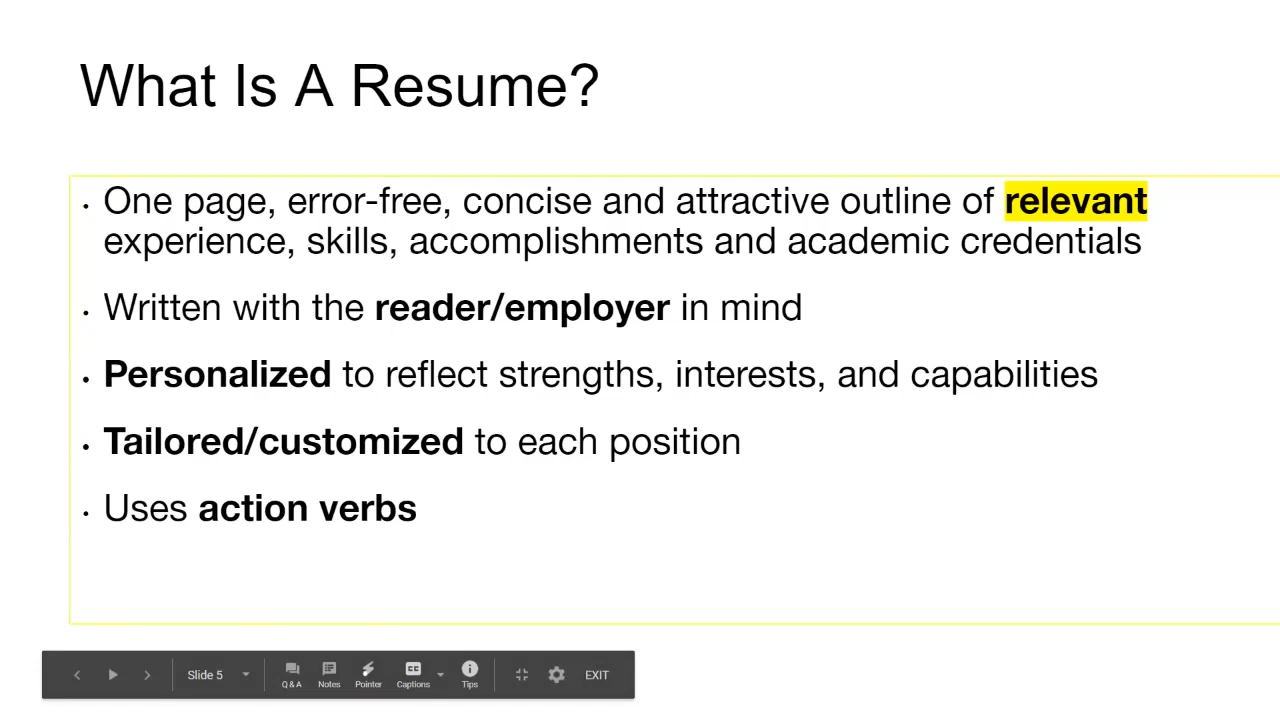 What Is A Resume?
• One page, error-free, concise and attractive outline of relevant
experience, skills, accomplishments and academic credentials
• Written with the reader/employer in mind
• Personalized to reflect strengths, interests, and capabilities
• Tailored/customized to each position
• Uses action verbs
Slide 5 Q & A Notes Pointer CC Captions Tips EXIT